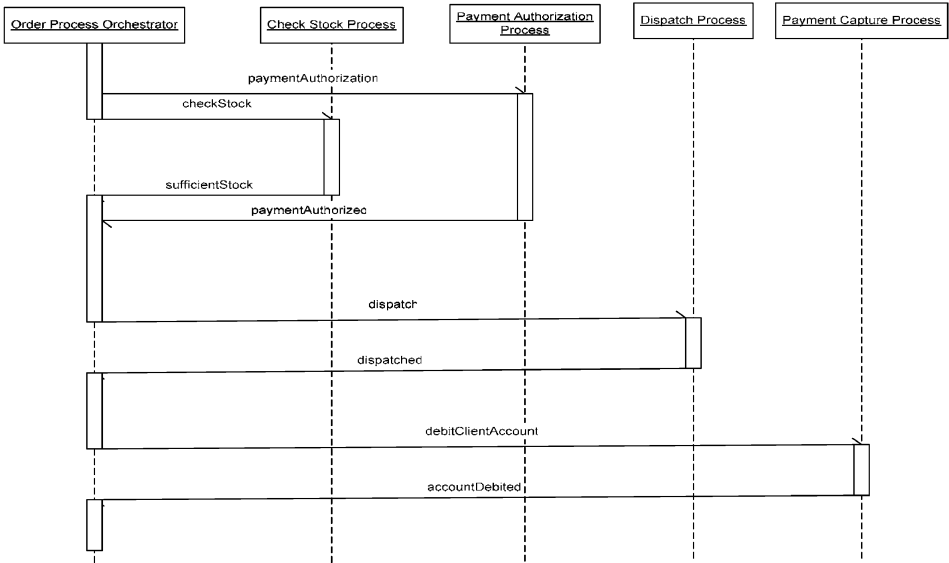 Order Process Orchestrator
Check Stock Process
Payment Authorization
Process
Dispatch Process
Payment Capture Process
paymentAuthorization
checkStock
sufficientStock
paymentAuthorized
dispatch
dispatched
debitClientAccount
accountDebited